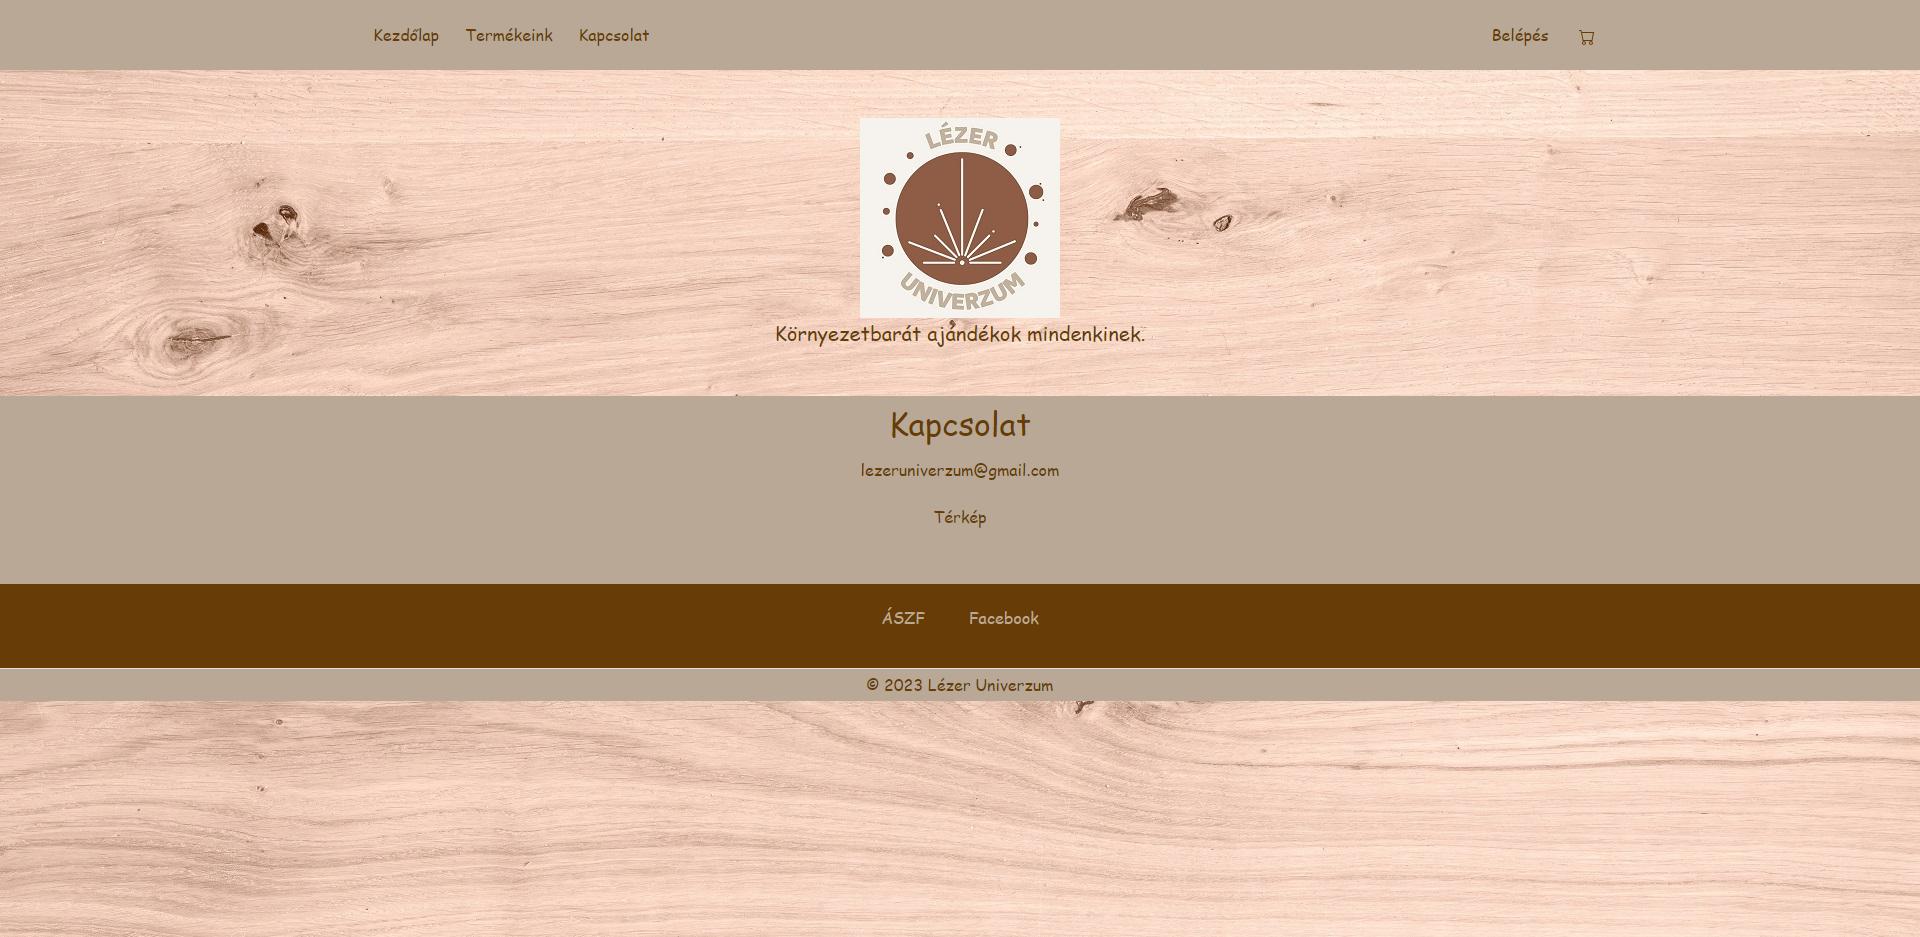 Kezdőlap Termékeink Kapcsolat Belépés
LÉZER
UNIVERZUM
Környezetbarát ajándékok mindenkinek.
Kapcsolat
lezeruniverzum@gmail.com
Térkép
ÁSZF Facebook
© 2023 Lézer Univerzum